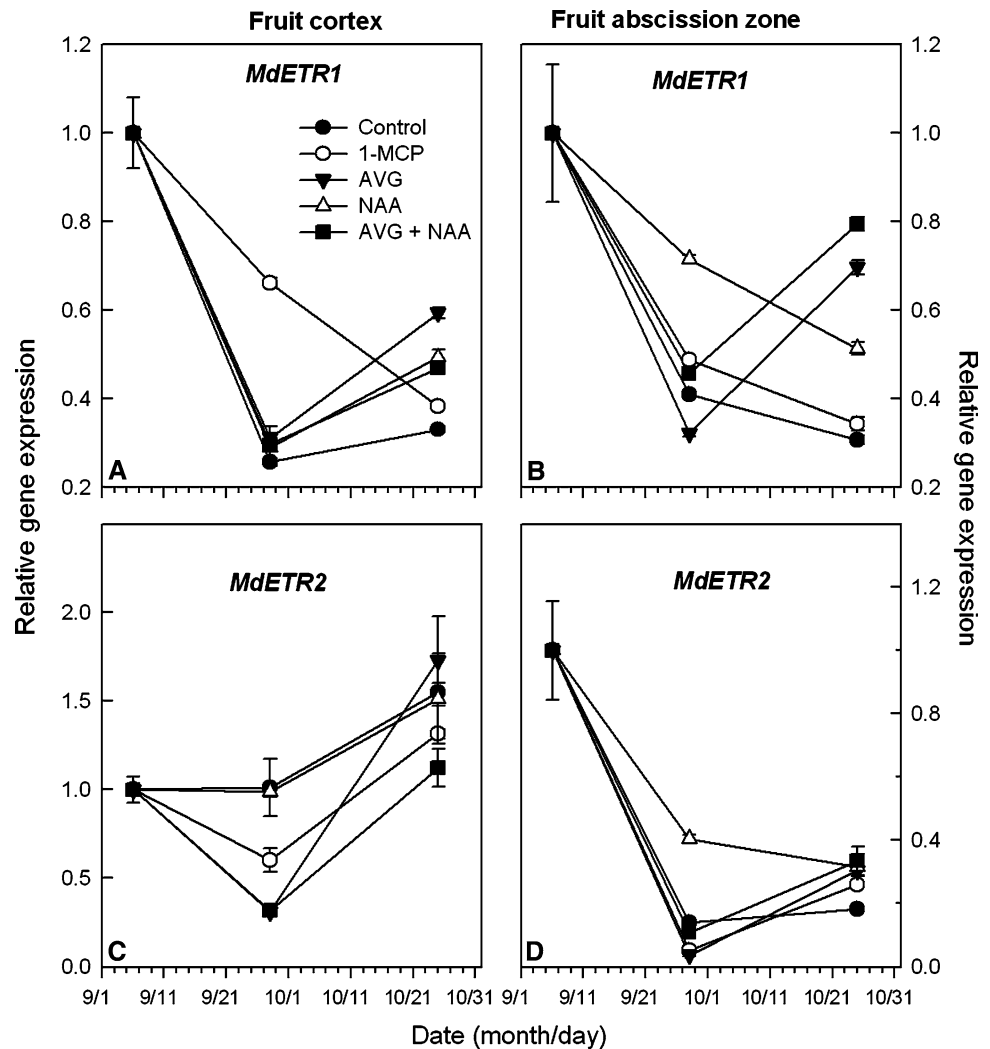 Fruit cortex
Fruit abscission zone
MdETR1
Control
1-MCP
AVG
NAA
AVG + NAA
1.2
1.0
0.8
0.6
0.4
0.2
A
MdETR1
1.2
1.0
0.8
0.6
0.4
0.2
B
Relative gene expression
Relative gene expression
MdETR2
2.0
1.5
1.0
0.5
0.0
C
MdETR2
1.2
0.8
0.4
0.0
D
9/1 9/11 9/21 10/1 10/11 10/21 10/31
9/1 9/11 9/21 10/1 10/11 10/21 10/31
Date (month/day)